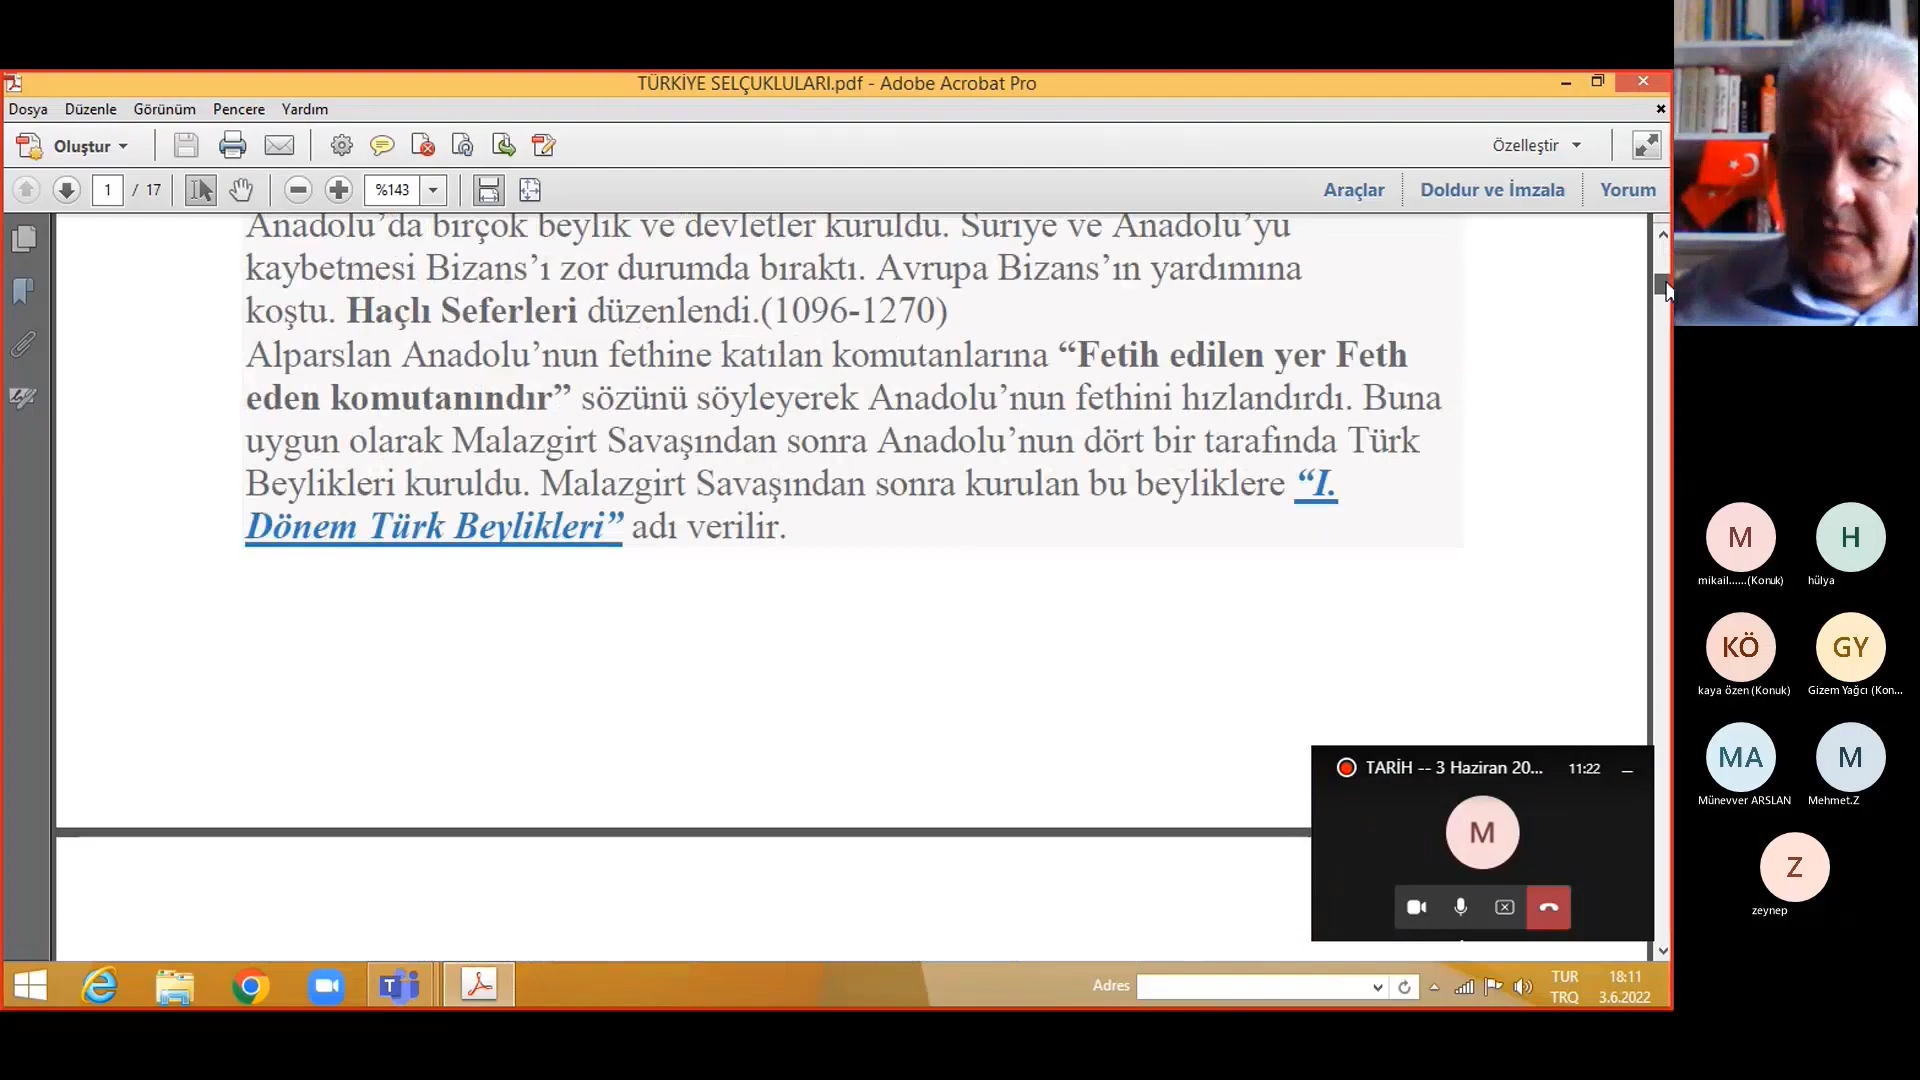 TÜRKİYE SELÇUKLULARI.pdf - Adobe Acrobat Pro
Dosya Düzenle Görünüm Pencere Yardım
Oluştur
Özelleştir
1 / 17
%143
Araçlar
Doldur ve İmzala
Yorum
Anadolu’da birçok beylik ve devletler kuruldu. Suriye ve Anadolu’yu
kaybetmesi Bizans’ı zor durumda bıraktı. Avrupa Bizans’ın yardımına
koştu. Haçlı Seferleri düzenlendi.(1096-1270)
Alparslan Anadolu’nun fethine katılan komutanlarına “Fetih edilen yer Feth
eden komutanındır” sözünü söyleyerek Anadolu’nun fethini hızlandırdı. Buna
uygun olarak Malazgirt Savaşından sonra Anadolu’nun dört bir tarafında Türk
Beylikleri kuruldu. Malazgirt Savaşından sonra kurulan bu beyliklere “I.
Dönem Türk Beylikleri” adı verilir.
TARİH -- 3 Haziran 20... 11:22
M
Adres
TUR
TRQ
18:11
3.6.2022
M
mikail......(Konuk)
H
hülya
KÖ
kaya özen (Konuk)
GY
Gizem Yağcı (Kon...
MA
Münevver ARSLAN
M
Mehmet.Z
Z
zeynep